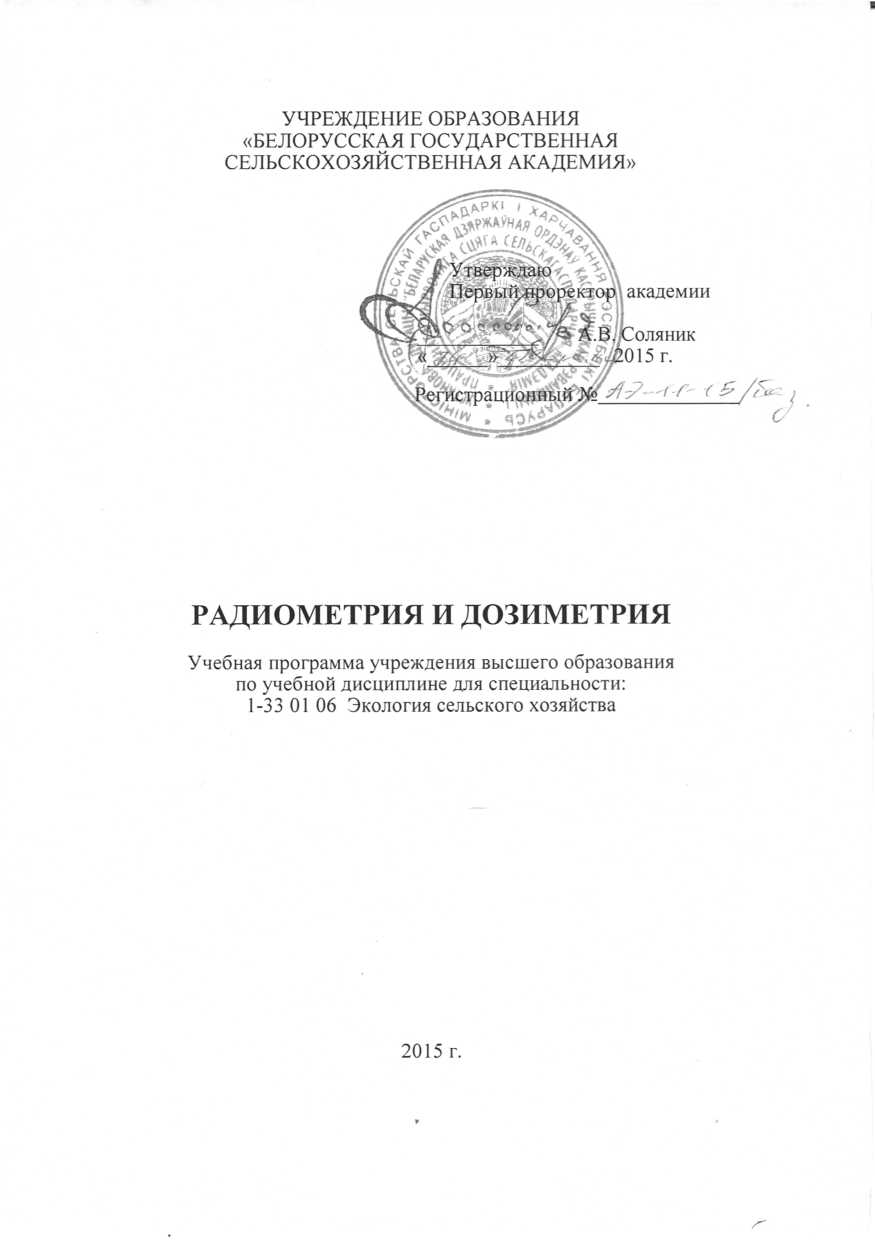 УЧРЕЖДЕНИЕ ОБРАЗОВАНИЯ
«БЕЛОРУССКАЯ ГОСУДАРСТВЕННАЯ
СЕЛЬСКОХОЗЯЙСТВЕННАЯ АКАДЕМИЯ»
Утверждаю
Первый проректор академии
А.В. Соляник
« » 2015 г.
Регистрационный №
РАДИОМЕТРИЯ И ДОЗИМЕТРИЯ
Учебная программа учреждения высшего образования
по учебной дисциплине для специальности:
1-33 01 06 Экология сельского хозяйства
2015 г.